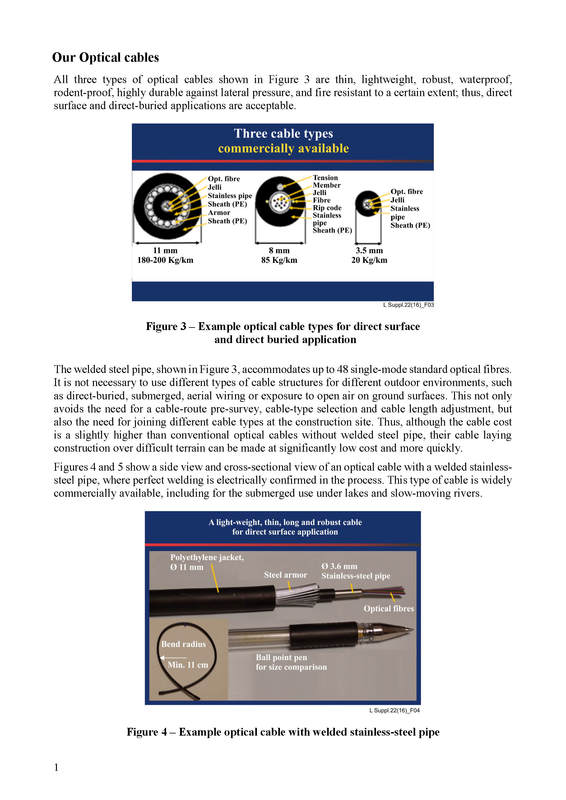 Our Optical cables
All three types of optical cables shown in Figure 3 are thin, lightweight, robust, waterproof,
rodent-proof, highly durable against lateral pressure, and fire resistant to a certain extent; thus, direct
surface and direct-buried applications are acceptable.
Three cable types
commercially available
Opt. fibre
Jelli
Stainless pipe
Sheath (PE)
Armor
Sheath (PE)
11 mm
180-200 Kg/km
Tension
Member
Jelli
Fibre
Rip code
Stainless
pipe
Sheath (PE)
8 mm
85 Kg/km
Opt. fibre
Jelli
Stainless
pipe
Sheath (PE)
3.5 mm
20 Kg/km
L Suppl.22(16)_F03
Figure 3 – Example optical cable types for direct surface
and direct buried application
The welded steel pipe, shown in Figure 3, accommodates up to 48 single-mode standard optical fibres.
It is not necessary to use different types of cable structures for different outdoor environments, such
as direct-buried, submerged, aerial wiring or exposure to open air on ground surfaces. This not only
avoids the need for a cable-route pre-survey, cable-type selection and cable length adjustment, but
also the need for joining different cable types at the construction site. Thus, although the cable cost
is a slightly higher than conventional optical cables without welded steel pipe, their cable laying
construction over difficult terrain can be made at significantly low cost and more quickly.
Figures 4 and 5 show a side view and cross-sectional view of an optical cable with a welded stainless-
steel pipe, where perfect welding is electrically confirmed in the process. This type of cable is widely
commercially available, including for the submerged use under lakes and slow-moving rivers.
A light-weight, thin, long and robust cable
for direct surface application
Polyethylene jacket,
Ø 11 mm
Steel armor
Ø 3.6 mm
Stainless-steel pipe
Optical fibres
Bend radius
Min. 11 cm
Ball point pen
for size comparison
L Suppl.22(16)_F04
Figure 4 – Example optical cable with welded stainless-steel pipe
1